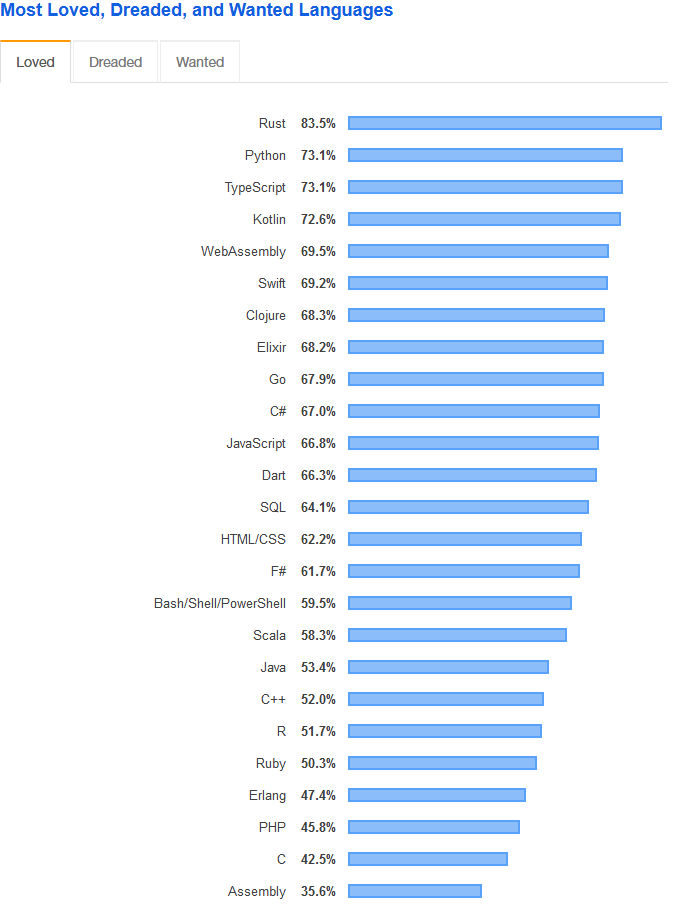 Most Loved, Dreaded, and Wanted Languages
Loved Dreaded Wanted
Rust 83.5%
Python 73.1%
TypeScript 73.1%
Kotlin 72.6%
WebAssembly 69.5%
Swift 69.2%
Clojure 68.3%
Elixir 68.2%
Go 67.9%
C# 67.0%
JavaScript 66.8%
Dart 66.3%
SQL 64.1%
HTML/CSS 62.2%
F# 61.7%
Bash/Shell/PowerShell 59.5%
Scala 58.3%
Java 53.4%
C++ 52.0%
R 51.7%
Ruby 50.3%
Erlang 47.4%
PHP 45.8%
C 42.5%
Assembly 35.6%